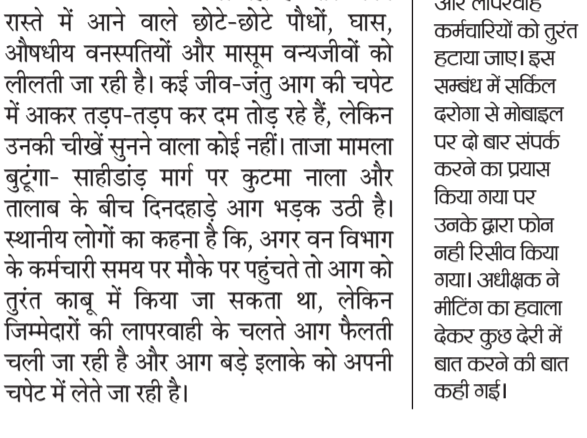 रास्ते में आने वाले छोटे-छोटे पौधों, घास,
औषधीय वनस्पतियों और मासूम वन्यजीवों को
लीलती जा रही है। कई जीव-जंतु आग की चपेट
में आकर तड़प-तड़प कर दम तोड़ रहे हैं, लेकिन
उनकी चीखें सुनने वाला कोई नहीं। ताजा मामला
बुटूंगा- साहीडांड़ मार्ग पर कुटमा नाला और
तालाब के बीच दिनदहाड़े आग भड़क उठी है।
स्थानीय लोगों का कहना है कि, अगर वन विभाग
के कर्मचारी समय पर मौके पर पहुंचते तो आग को
तुरंत काबू में किया जा सकता था, लेकिन
जिम्मेदारों की लापरवाही के चलते आग फैलती
चली जा रही है और आग बड़े इलाके को अपनी
चपेट में लेते जा रही है।
और लापरवाह
कर्मचारियों को तुरंत
हटाया जाए। इस
सम्बंध में सर्किल
दरोगा से मोबाइल
पर दो बार संपर्क
करने का प्रयास
किया गया पर
उनके द्वारा फोन
नही रिसीव किया
गया। अधीक्षक ने
मीटिंग का हवाला
देकर कुछ देरी में
बात करने की बात
कही गई।